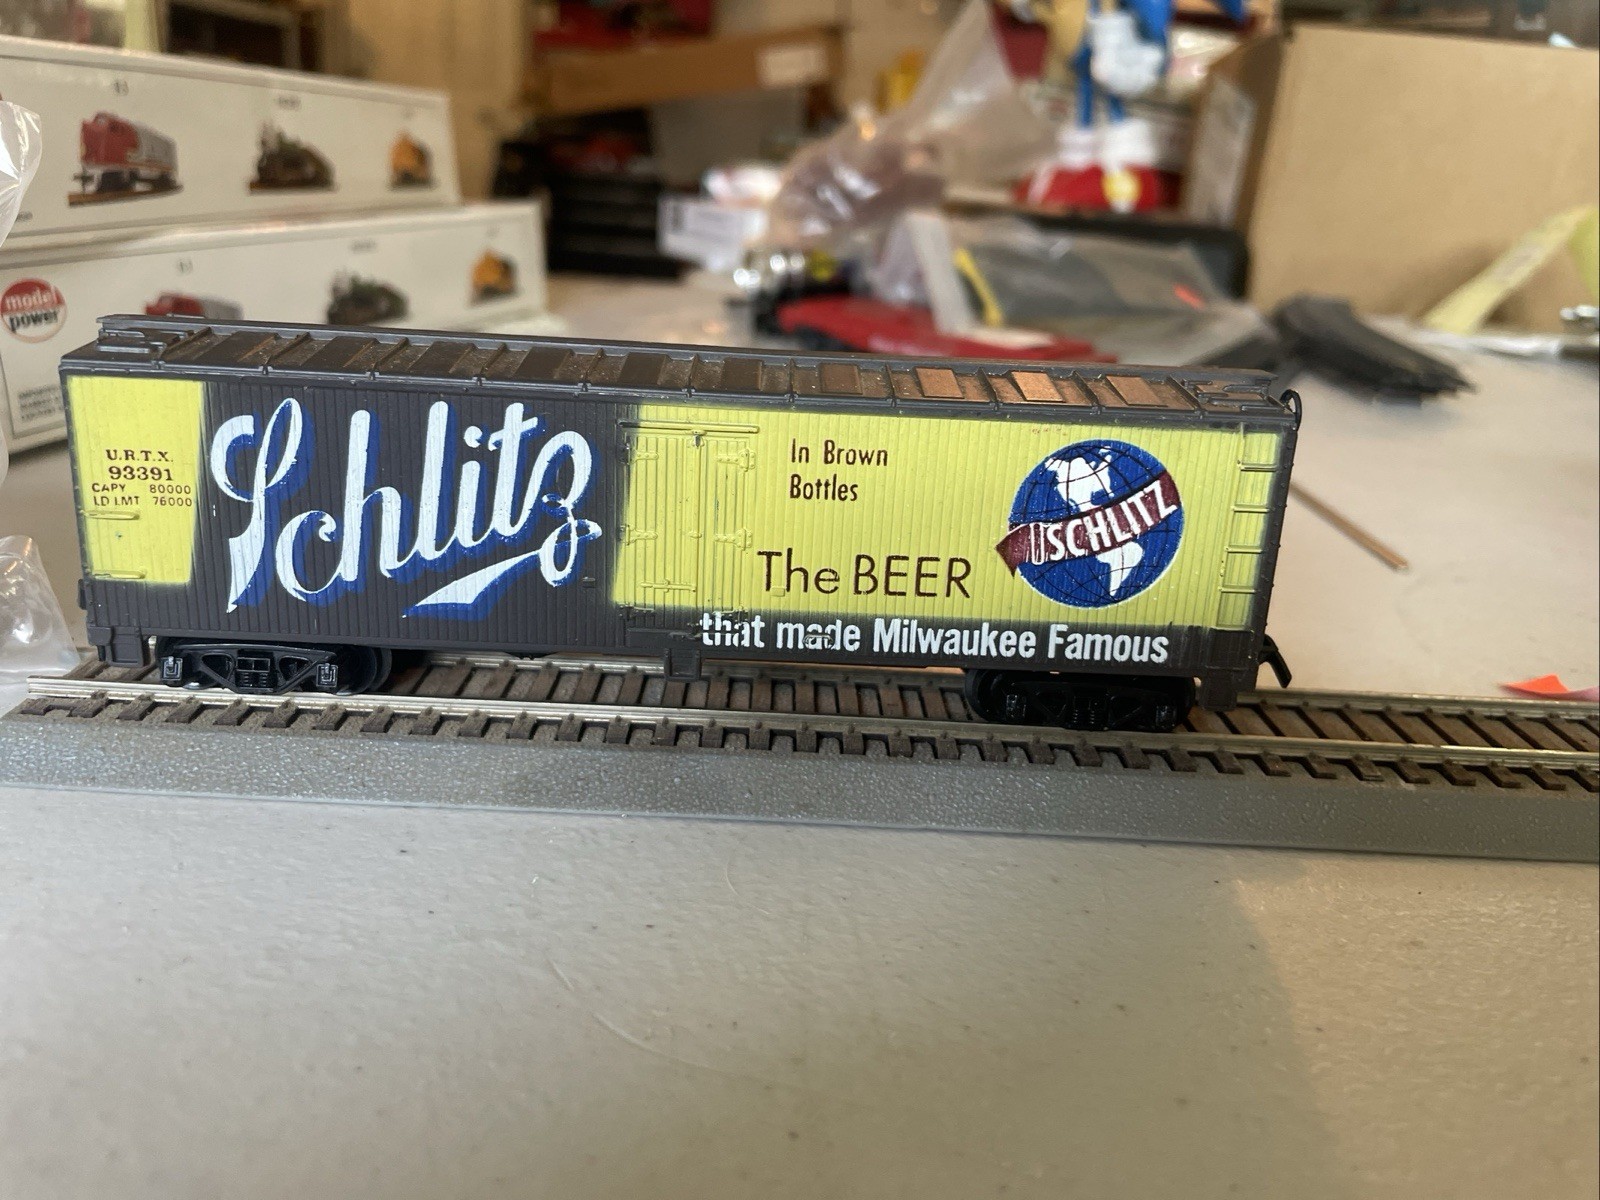 model
power
U.R.T.X.
93391
CAPY 80000
LD LMT 76000
Schlitz
In Brown
Bottles
The BEER
that made Milwaukee Famous
SCHLITZ